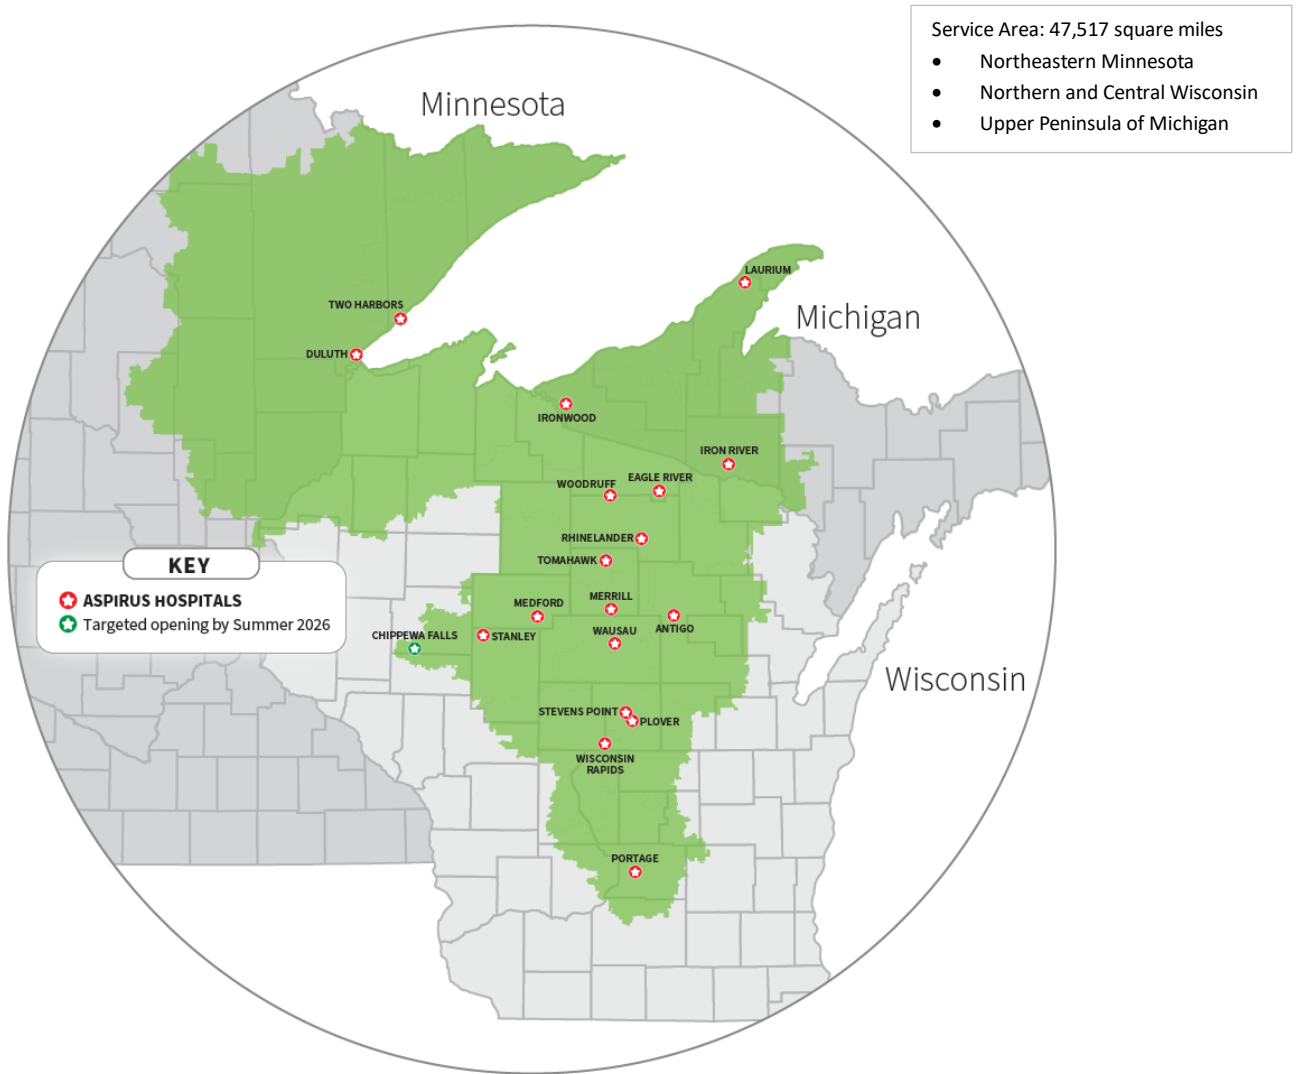 Service Area: 47,517 square miles
• Northeastern Minnesota
• Northern and Central Wisconsin
• Upper Peninsula of Michigan
Minnesota
LAURIUM
TWO HARBORS
Michigan
DULUTH
IRONWOOD
IRON RIVER
WOODRUFF
EAGLE RIVER
RHINELANDER
TOMAHAWK
KEY
ASPIRUS HOSPITALS
Targeted opening by Summer 2026
MEDFORD
MERRILL
ANTIGO
CHIPPEWA FALLS
STANLEY
WAUSAU
Wisconsin
STEVENS POINT
PLOVER
WISCONSIN
RAPIDS
PORTAGE